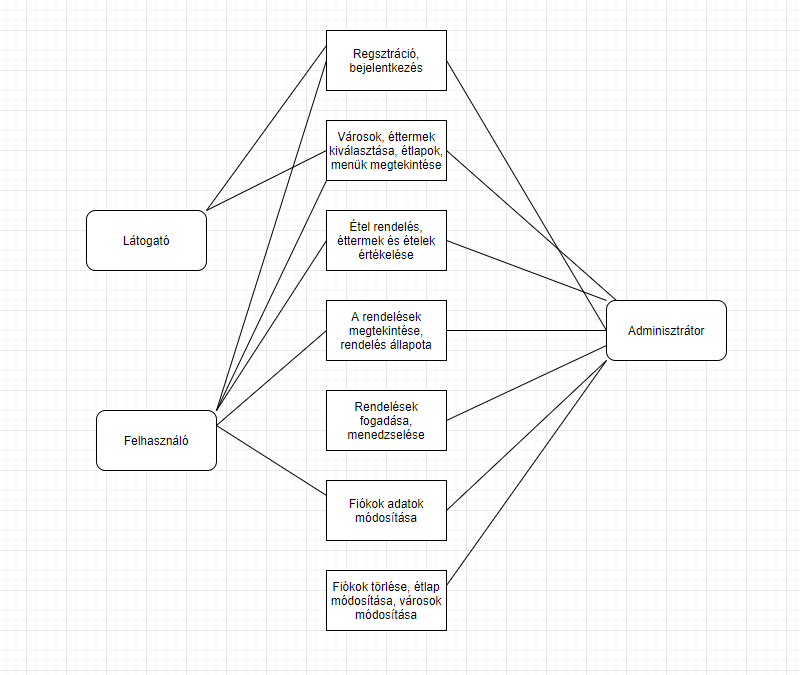 Regsztráció,
bejelentkezés
Városok, éttermek
kiválasztása, étlapok,
menük megtekintése
Látogató
Étel rendelés,
éttermek és ételek
értékelése
A rendelések
megtekintése,
rendelés állapota
Adminisztrátor
Rendelések
fogadása,
menedzselése
Felhasználó
Fiókok adatok
módosítása
Fiókok törlése, étlap
módosítása, városok
módosítása